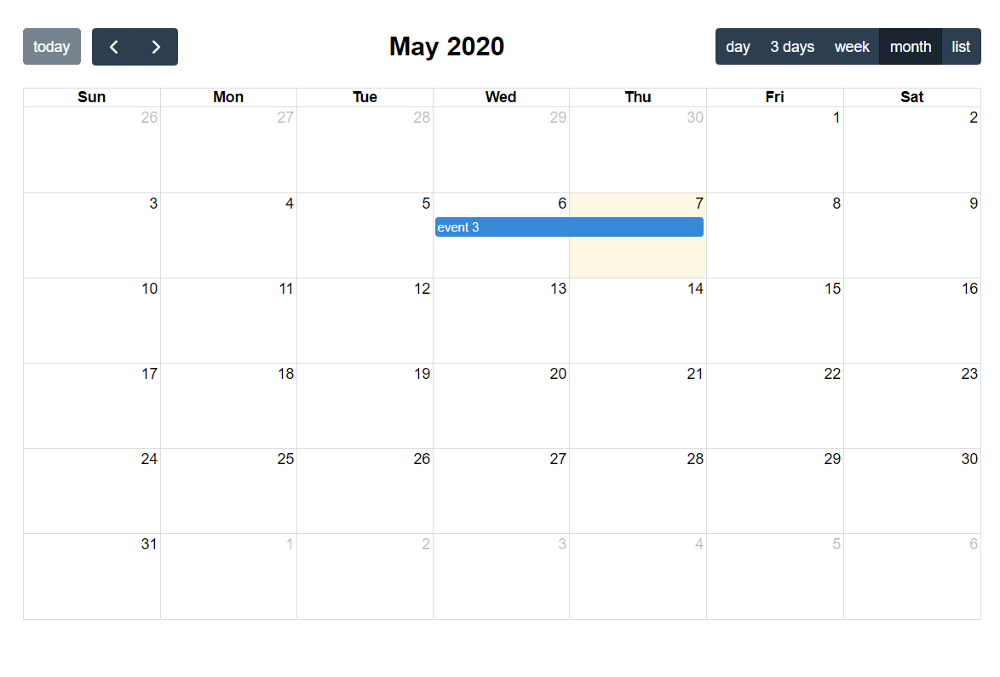 today May 2020 day 3 days week month list
Sun Mon Tue Wed Thu Fri Sat
26 27 28 29 30 1 2
3 4 5 6 7 8 9
event 3
10 11 12 13 14 15 16
17 18 19 20 21 22 23
24 25 26 27 28 29 30
31 1 2 3 4 5 6